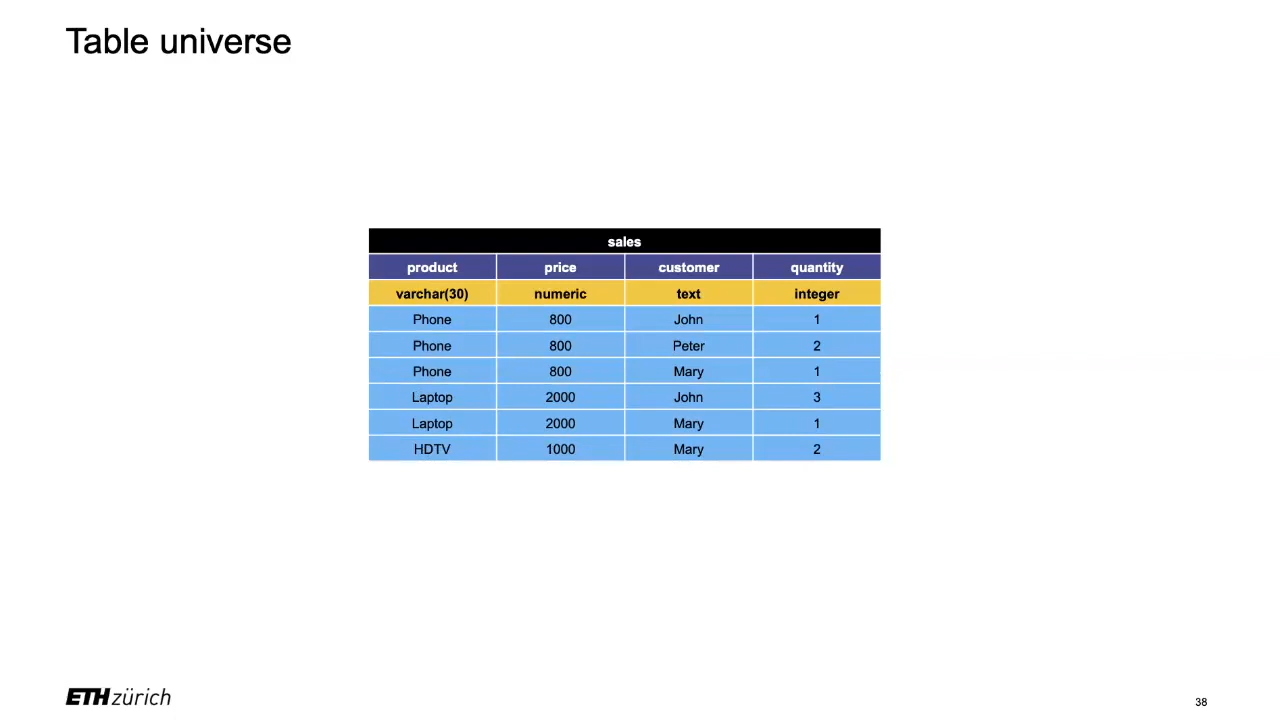 Table universe
sales
product price customer quantity
varchar(30) numeric text integer
Phone 800 John 1
Phone 800 Peter 2
Phone 800 Mary 1
Laptop 2000 John 3
Laptop 2000 Mary 1
HDTV 1000 Mary 2
ETH zürich
38